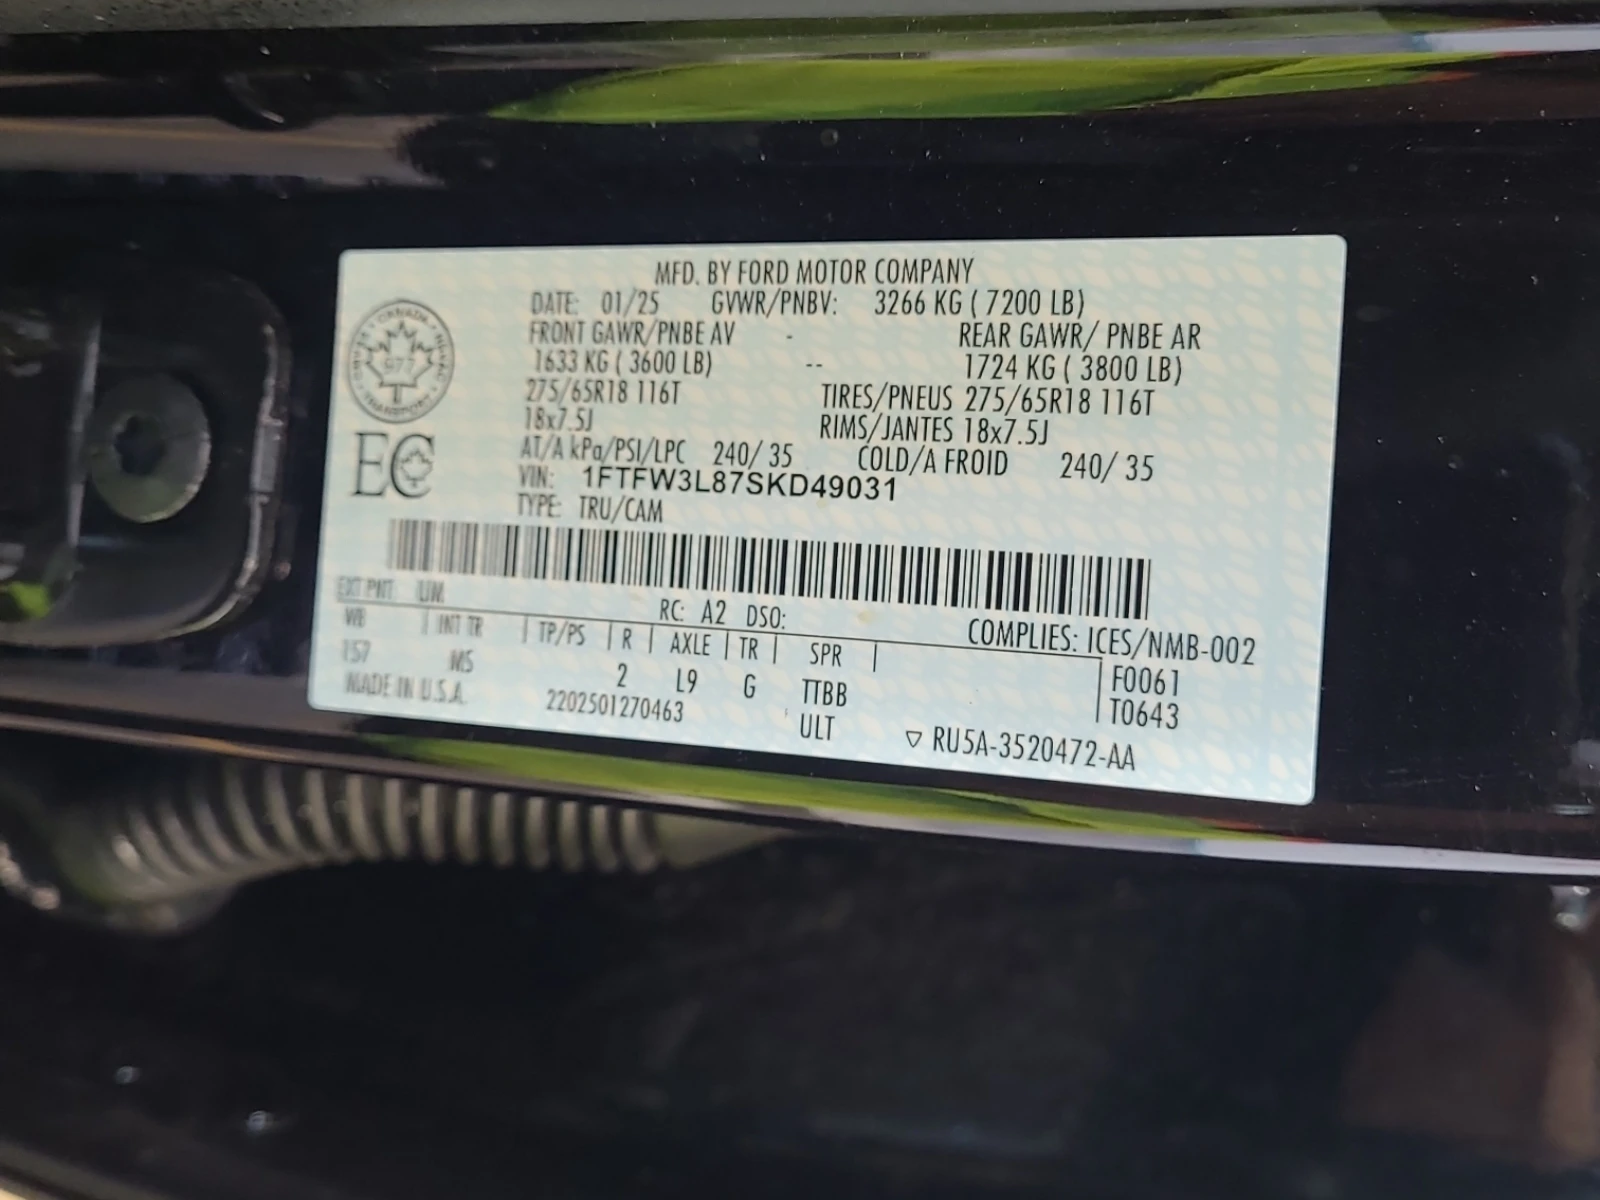 MFD. BY FORD MOTOR COMPANY
DATE: 01/25 GVWR/PNBV: 3266 KG ( 7200 LB)
FRONT GAWR/PNBE AV - REAR GAWR/ PNBE AR
1633 KG ( 3600 LB) -- 1724 KG ( 3800 LB)
275/65R18 116T TIRES/PNEUS 275/65R18 116T
18x7.5J RIMS/JANTES 18x7.5J
AT/A kPa/PSI/LPC 240/ 35 COLD/A FROID 240/ 35
VIN: 1FTFW3L87SKD49031
TYPE: TRU/CAM
CANADA
TRANSPORT
977
EC
EXT PNT: UM RC: A2 DSO:
COMPLIES: ICES/NMB-002
WB | INT TR | TP/PS | R | AXLE | TR | SPR |
157 M5 2 L9 G TTBB
F0061
T0643
MADE IN U.S.A. 2202501270463 ULT
▽ RU5A-3520472-AA